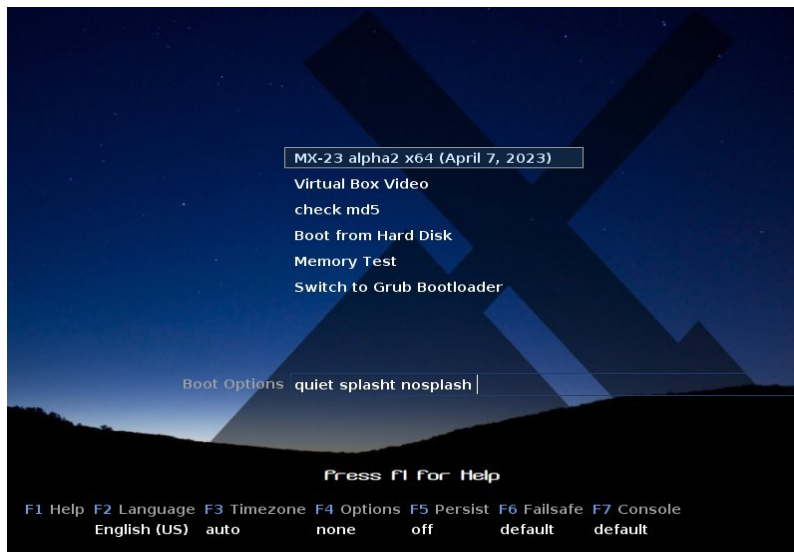 MX-23 alpha2 x64 (April 7, 2023)
Virtual Box Video
check md5
Boot from Hard Disk
Memory Test
Switch to Grub Bootloader
Boot Options quiet splasht nosplash
Press F1 for Help
F1 Help F2 Language F3 Timezone F4 Options F5 Persist F6 Failsafe F7 Console
English (US) auto none off default default